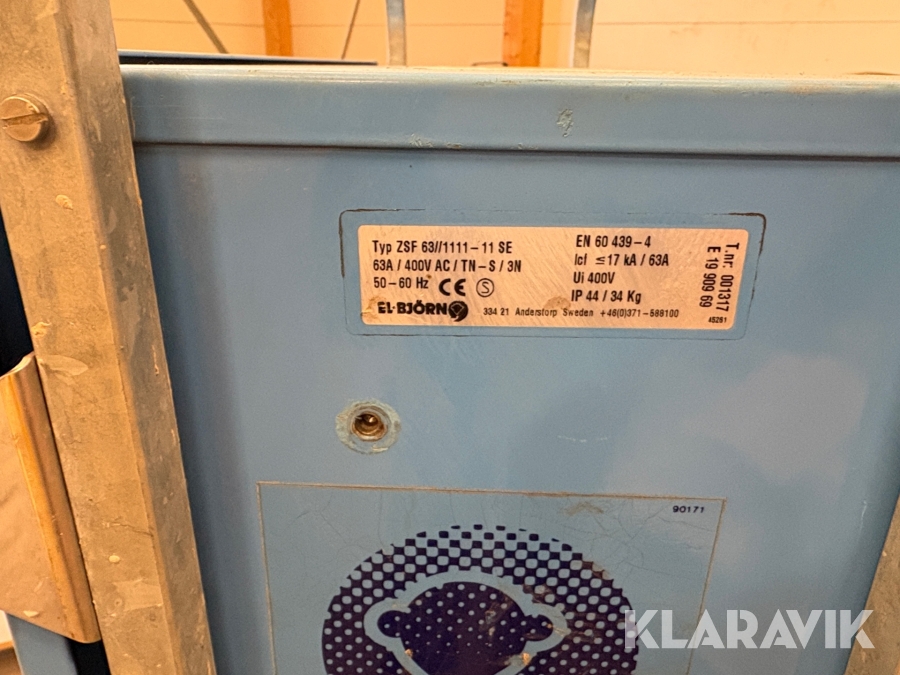 Typ ZSF 63//1111-11 SE
63A / 400V AC / TN-S / 3N
50-60 Hz CE S
EL·BJÖRN
334 21 Anderstorp Sweden +46(0)371-588100
EN 60 439-4
Icf ≤ 17 kA / 63A
Ui 400V
IP 44 / 34 Kg
T.nr. 001317
E 19 909 69
45261
90171
KLARAVIK